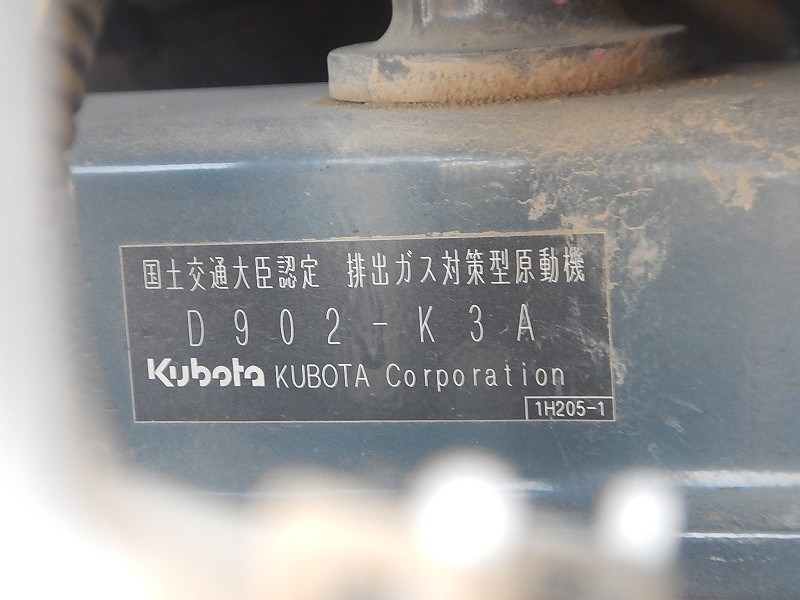 国土交通大臣認定 排出ガス対策型原動機
D902-K3A
Kubota KUBOTA Corporation
1H205-1